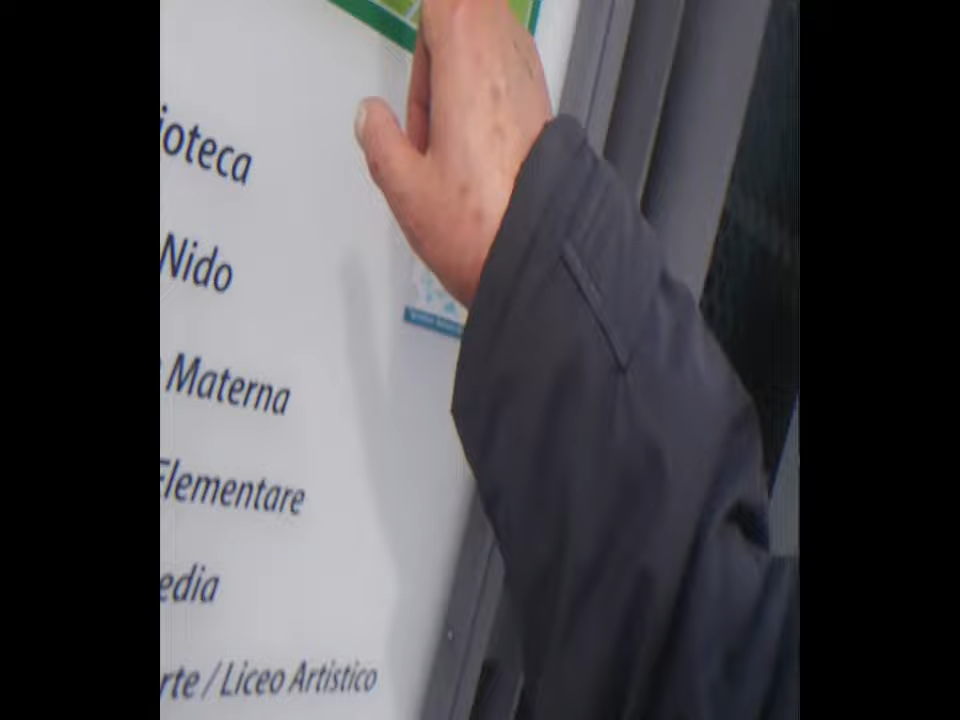 ioteca
Nido
Materna
Elementare
edia
rte / Liceo Artistico